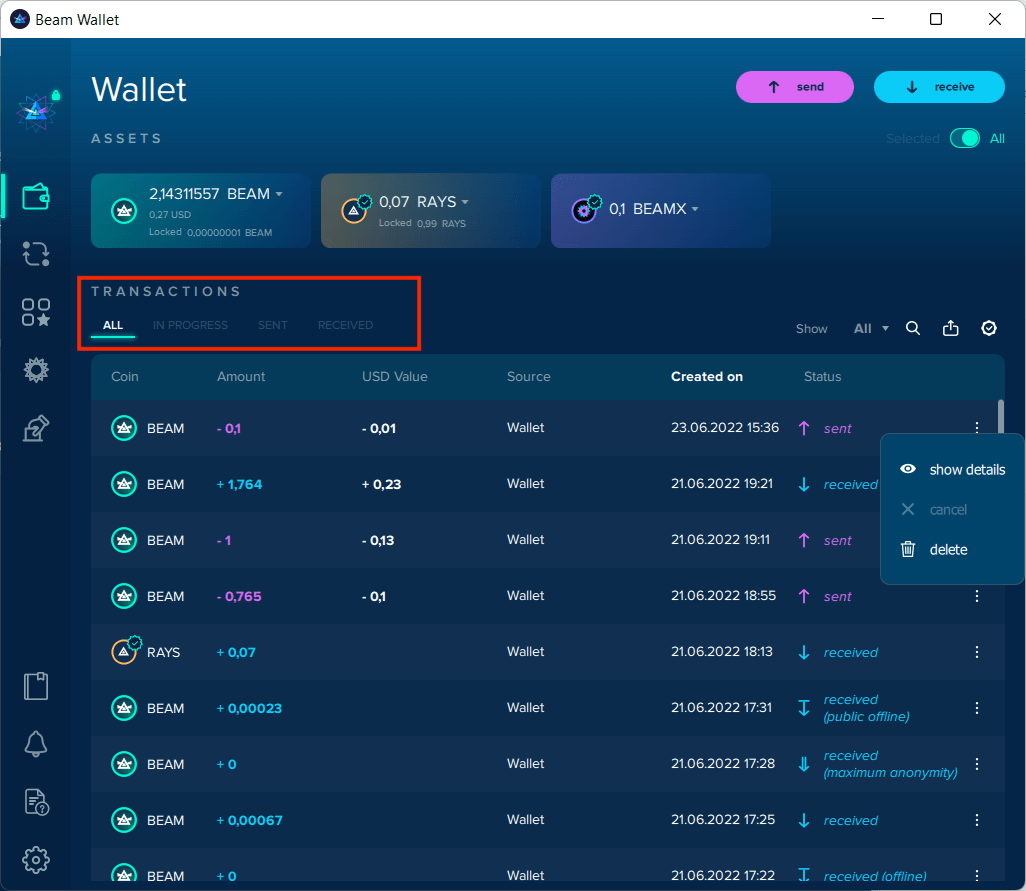 Beam Wallet
Wallet
send
receive
ASSETS
Selected All
2,14311557 BEAM
0,27 USD
Locked 0,00000001 BEAM
0,07 RAYS
Locked 0,99 RAYS
0,1 BEAMX
TRANSACTIONS
ALL IN PROGRESS SENT RECEIVED
Show All
Coin Amount USD Value Source Created on Status
BEAM - 0,1 - 0,01 Wallet 23.06.2022 15:36 sent
BEAM + 1,764 + 0,23 Wallet 21.06.2022 19:21 received
BEAM - 1 - 0,13 Wallet 21.06.2022 19:11 sent
BEAM - 0,765 - 0,1 Wallet 21.06.2022 18:55 sent
RAYS + 0,07 Wallet 21.06.2022 18:13 received
BEAM + 0,00023 Wallet 21.06.2022 17:31 received
(public offline)
BEAM + 0 Wallet 21.06.2022 17:28 received
(maximum anonymity)
BEAM + 0,00067 Wallet 21.06.2022 17:25 received
BEAM + 0 Wallet 21.06.2022 17:22 received (offline)
show details
cancel
delete